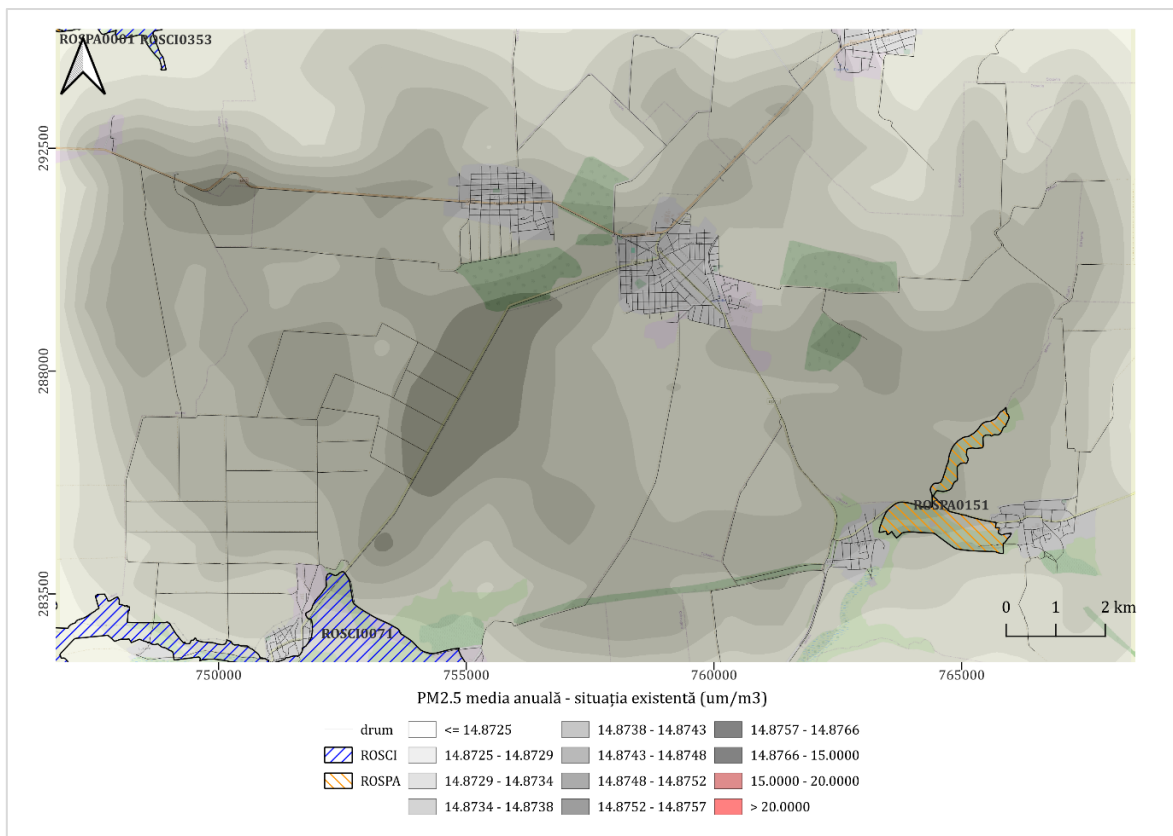 ROSPA0001 ROSCI0353
292500
288000
283500
ROSPA0151
ROSCI0071
0 1 2 km
750000 755000 760000 765000
PM2.5 media anuală - situația existentă (um/m3)
drum <= 14.8725 14.8738 - 14.8743 14.8757 - 14.8766
ROSCI 14.8725 - 14.8729 14.8743 - 14.8748 14.8766 - 15.0000
ROSPA 14.8729 - 14.8734 14.8748 - 14.8752 15.0000 - 20.0000
14.8734 - 14.8738 14.8752 - 14.8757 > 20.0000